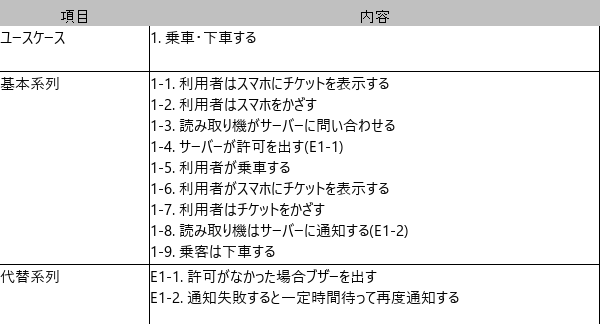 項目 内容
ユースケース 1. 乗車・下車する
基本系列 1-1. 利用者はスマホにチケットを表示する
1-2. 利用者はスマホをかざす
1-3. 読み取り機がサーバーに問い合わせる
1-4. サーバーが許可を出す(E1-1)
1-5. 利用者が乗車する
1-6. 利用者がスマホにチケットを表示する
1-7. 利用者はチケットをかざす
1-8. 読み取り機はサーバーに通知する(E1-2)
1-9. 乗客は下車する
代替系列 E1-1. 許可がなかった場合ブザーを出す
E1-2. 通知失敗すると一定時間待って再度通知する